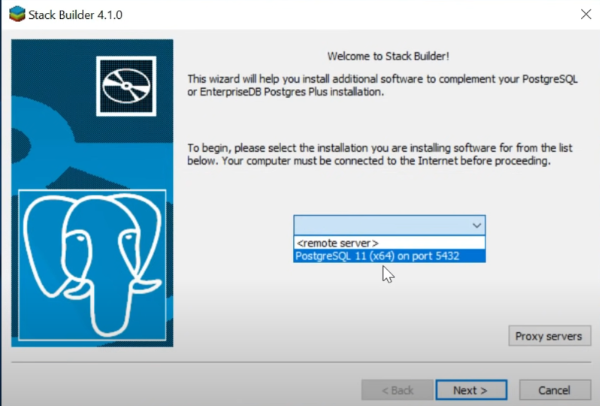 Stack Builder 4.1.0
Welcome to Stack Builder!
This wizard will help you install additional software to complement your PostgreSQL
or EnterpriseDB Postgres Plus installation.
To begin, please select the installation you are installing software for from the list
below. Your computer must be connected to the Internet before proceeding.
<remote server>
PostgreSQL 11 (x64) on port 5432
Proxy servers
< Back
Next >
Cancel